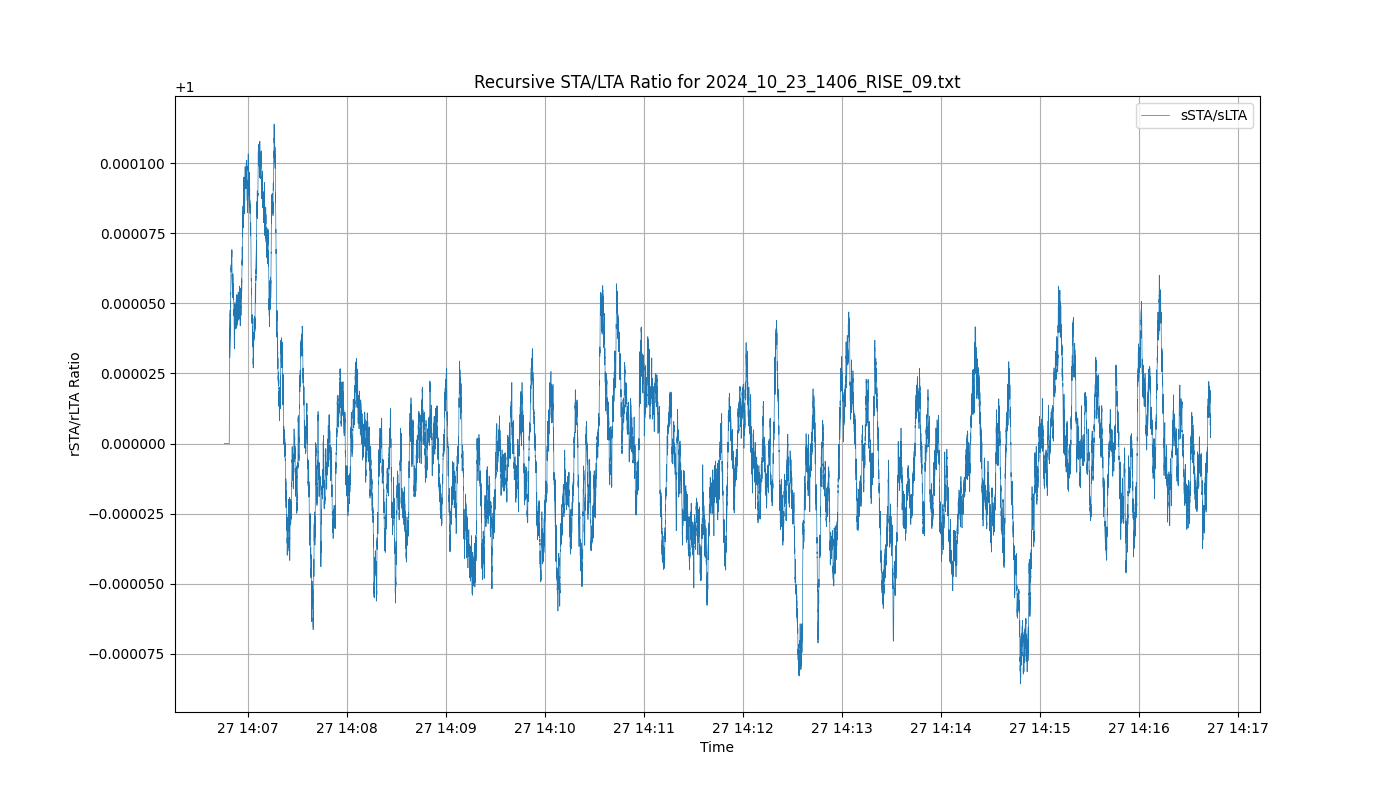 Recursive STA/LTA Ratio for 2024_10_23_1406_RISE_09.txt
+1
sSTA/sLTA
0.000100
0.000075
0.000050
0.000025
0.000000
−0.000025
−0.000050
−0.000075
rSTA/rLTA Ratio
27 14:07 27 14:08 27 14:09 27 14:10 27 14:11 27 14:12 27 14:13 27 14:14 27 14:15 27 14:16 27 14:17
Time